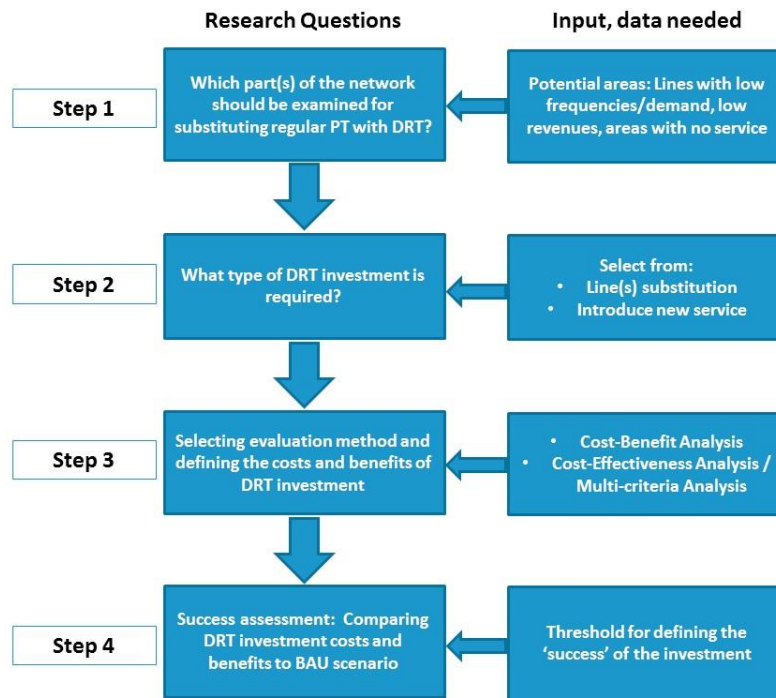 Research Questions
Input, data needed
Step 1
Which part(s) of the network
should be examined for
substituting regular PT with DRT?
Potential areas: Lines with low
frequencies/demand, low
revenues, areas with no service
Step 2
What type of DRT investment is
required?
Select from:
• Line(s) substitution
• Introduce new service
Step 3
Selecting evaluation method and
defining the costs and benefits of
DRT investment
• Cost-Benefit Analysis
• Cost-Effectiveness Analysis /
Multi-criteria Analysis
Step 4
Success assessment: Comparing
DRT investment costs and
benefits to BAU scenario
Threshold for defining the
‘success’ of the investment